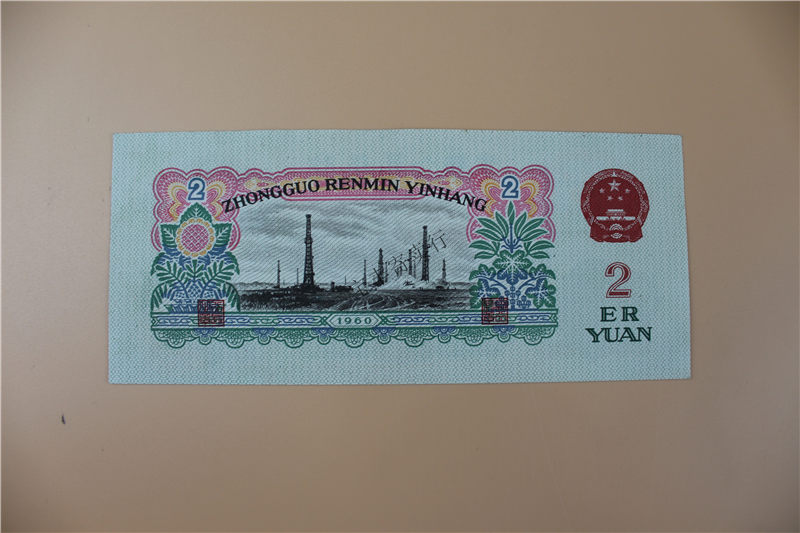 2
2
ZHONGGUO RENMIN YINHANG
1960
2
ER
YUAN